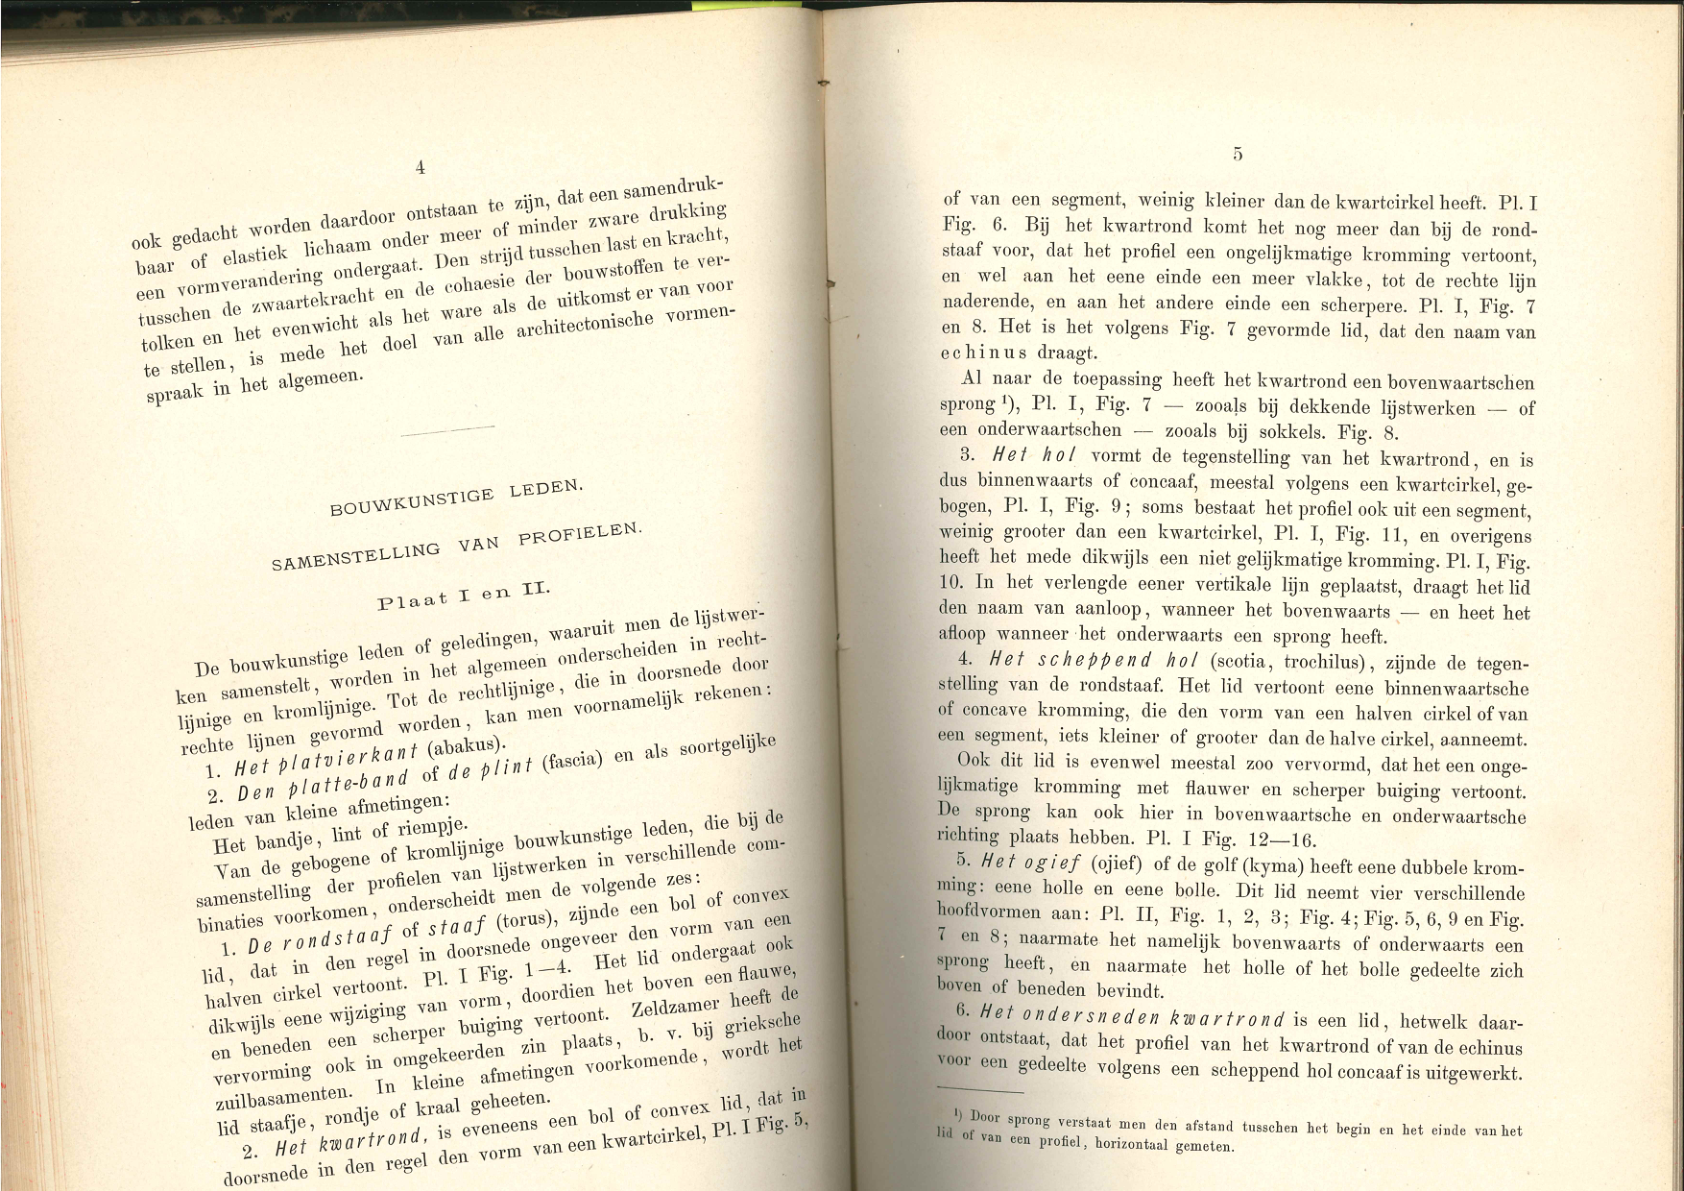 4
ook gedacht worden daardoor ontstaan te zijn, dat een samendruk-
baar of elastiek lichaam onder meer of minder zware drukking
een vormverandering ondergaat. Den strijd tusschen last en kracht,
tusschen de zwaartekracht en de cohaesie der bouwstoffen te ver-
tolken en het evenwicht als het ware als de uitkomst er van voor
te stellen, is mede het doel van alle architectonische vormen-
spraak in het algemeen.
BOUWKUNSTIGE LEDEN.
SAMENSTELLING VAN PROFIELEN.
Plaat I en II.
De bouwkunstige leden of geledingen, waaruit men de lijstwer-
ken samenstelt, worden in het algemeen onderscheiden in recht-
lijnige en kromlijnige. Tot de rechtlijnige, die in doorsnede door
rechte lijnen gevormd worden, kan men voornamelijk rekenen:
1. Het platvierkant (abakus).
2. Den platte-band of de plint (fascia) en als soortgelijke
leden van kleine afmetingen:
Het bandje, lint of riempje.
Van de gebogene of kromlijnige bouwkunstige leden, die bij de
samenstelling der profielen van lijstwerken in verschillende com-
binaties voorkomen, onderscheidt men de volgende zes:
1. De rondstaaf of staaf (torus), zijnde een bol of convex
lid, dat in den regel in doorsnede ongeveer den vorm van een
halven cirkel vertoont. Pl. I Fig. 1—4. Het lid ondergaat ook
dikwijls eene wijziging van vorm, doordien het boven een flauwe,
en beneden een scherper buiging vertoont. Zeldzamer heeft de
vervorming ook in omgekeerden zin plaats, b. v. bij grieksche
zuilbasamenten. In kleine afmetingen voorkomende, wordt het
lid staafje, rondje of kraal geheeten.
2. Het kwartrond, is eveneens een bol of convex lid, dat in
doorsnede in den regel den vorm van een kwartcirkel, Pl. I Fig. 5,
5
of van een segment, weinig kleiner dan de kwartcirkel heeft. Pl. I
Fig. 6. Bij het kwartrond komt het nog meer dan bij de rond-
staaf voor, dat het profiel een ongelijkmatige kromming vertoont,
en wel aan het eene einde een meer vlakke, tot de rechte lijn
naderende, en aan het andere einde een scherpere. Pl. I, Fig. 7
en 8. Het is het volgens Fig. 7 gevormde lid, dat den naam van
echinus draagt.
Al naar de toepassing heeft het kwartrond een bovenwaartschen
sprong ¹), Pl. I, Fig. 7 — zooals bij dekkende lijstwerken — of
een onderwaartschen — zooals bij sokkels. Fig. 8.
3. Het hol vormt de tegenstelling van het kwartrond, en is
dus binnenwaarts of concaaf, meestal volgens een kwartcirkel, ge-
bogen, Pl. I, Fig. 9; soms bestaat het profiel ook uit een segment,
weinig grooter dan een kwartcirkel, Pl. I, Fig. 11, en overigens
heeft het mede dikwijls een niet gelijkmatige kromming. Pl. I, Fig.
10. In het verlengde eener vertikale lijn geplaatst, draagt het lid
den naam van aanloop, wanneer het bovenwaarts — en heet het
afloop wanneer het onderwaarts een sprong heeft.
4. Het scheppend hol (scotia, trochilus), zijnde de tegen-
stelling van de rondstaaf. Het lid vertoont eene binnenwaartsche
of concave kromming, die den vorm van een halven cirkel of van
een segment, iets kleiner of grooter dan de halve cirkel, aanneemt.
Ook dit lid is evenwel meestal zoo vervormd, dat het een onge-
lijkmatige kromming met flauwer en scherper buiging vertoont.
De sprong kan ook hier in bovenwaartsche en onderwaartsche
richting plaats hebben. Pl. I Fig. 12—16.
5. Het ogief (ojief) of de golf (kyma) heeft eene dubbele krom-
ming: eene holle en eene bolle. Dit lid neemt vier verschillende
hoofdvormen aan: Pl. II, Fig. 1, 2, 3; Fig. 4; Fig. 5, 6, 9 en Fig.
7 en 8; naarmate het namelijk bovenwaarts of onderwaarts een
sprong heeft, en naarmate het holle of het bolle gedeelte zich
boven of beneden bevindt.
6. Het ondersneden kwartrond is een lid, hetwelk daar-
door ontstaat, dat het profiel van het kwartrond of van de echinus
voor een gedeelte volgens een scheppend hol concaaf is uitgewerkt.
¹) Door sprong verstaat men den afstand tusschen het begin en het einde van het
lid of van een profiel, horizontaal gemeten.